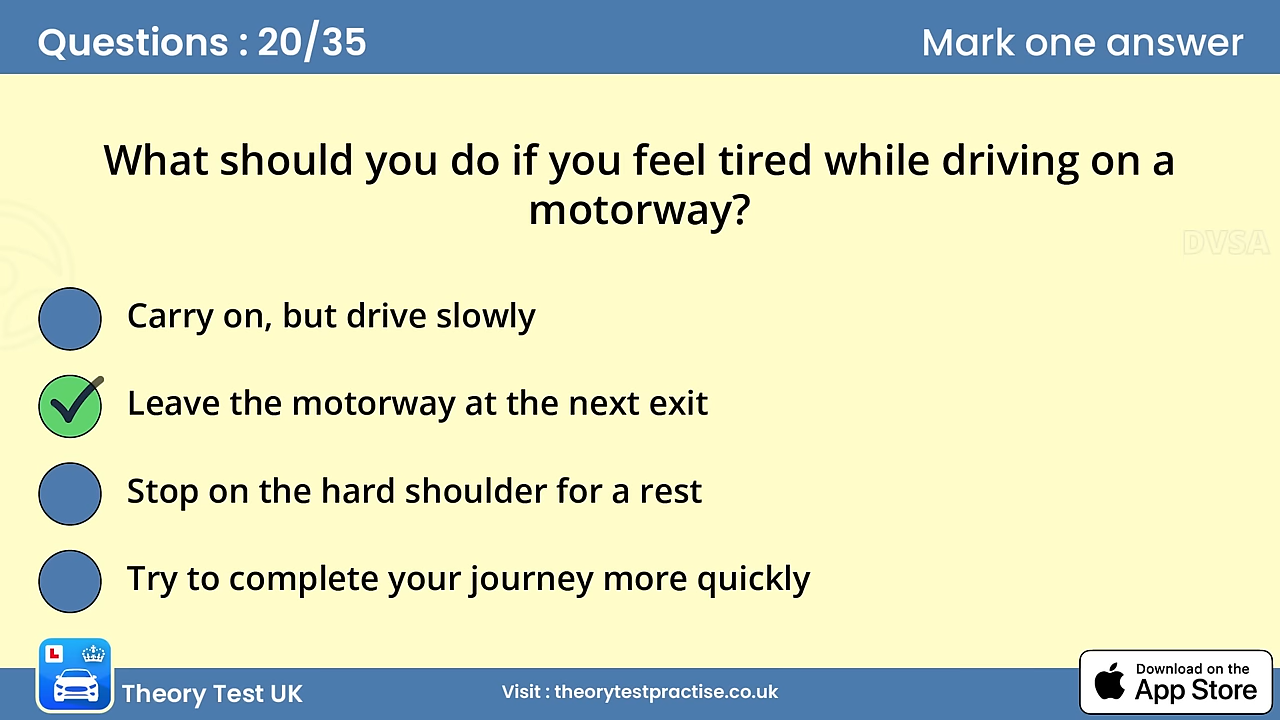 Questions : 20/35
Mark one answer
What should you do if you feel tired while driving on a
motorway?
DVSA
Carry on, but drive slowly
Leave the motorway at the next exit
Stop on the hard shoulder for a rest
Try to complete your journey more quickly
L
Theory Test UK
Visit : theorytestpractise.co.uk
Download on the
App Store